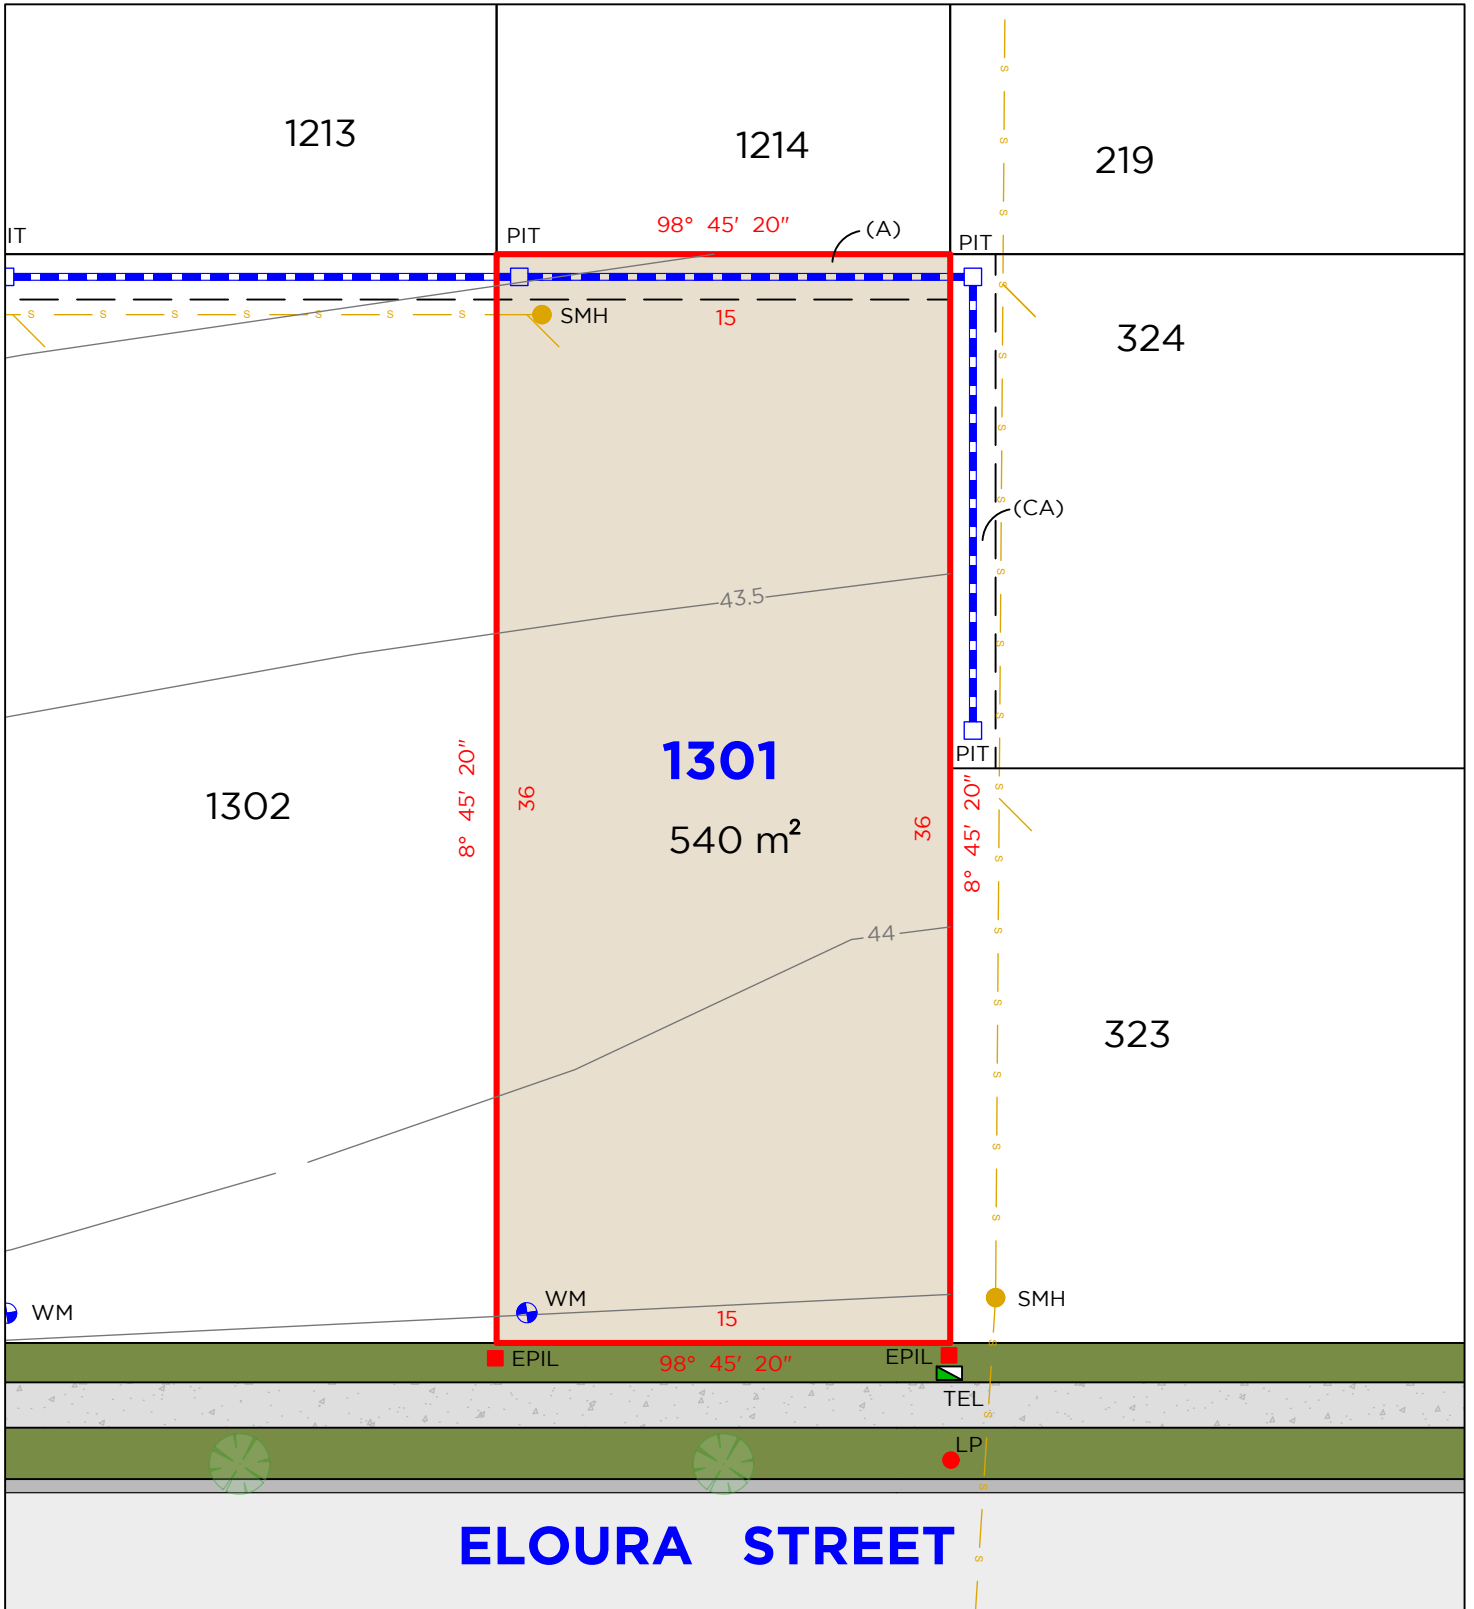 1213
1214
219
IT
PIT
98° 45' 20"
(A)
PIT
SMH
15
324
(CA)
43.5
1301
540 m²
PIT
1302
8° 45' 20"
36
36
8° 45' 20"
44
323
WM
WM
15
SMH
EPIL
98° 45' 20"
EPIL
TEL
LP
ELOURA STREET
s s s s s s s
s s s s s s s s s s s s s s s s s s s s s s